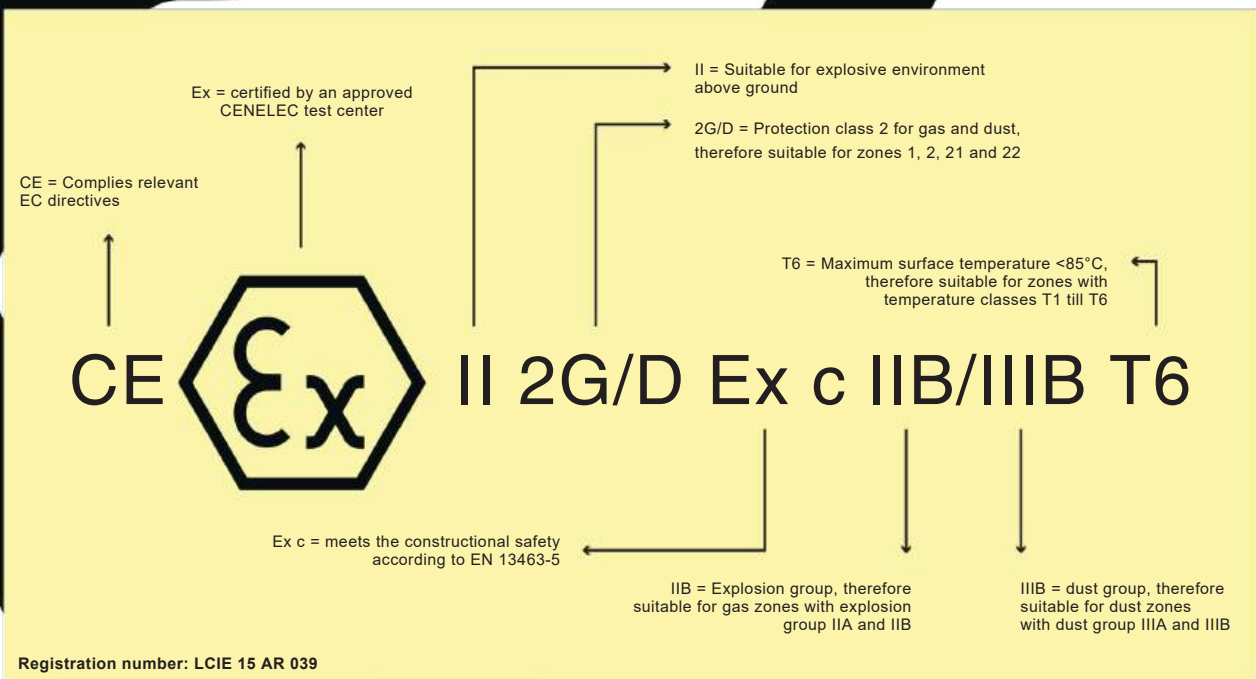 II = Suitable for explosive environment
above ground
Ex = certified by an approved
CENELEC test center
2G/D = Protection class 2 for gas and dust,
therefore suitable for zones 1, 2, 21 and 22
CE = Complies relevant
EC directives
T6 = Maximum surface temperature <85°C,
therefore suitable for zones with
temperature classes T1 till T6
CE Ex II 2G/D Ex c IIB/IIIB T6
Ex c = meets the constructional safety
according to EN 13463-5
IIB = Explosion group, therefore
suitable for gas zones with explosion
group IIA and IIB
IIIB = dust group, therefore
suitable for dust zones
with dust group IIIA and IIIB
Registration number: LCIE 15 AR 039